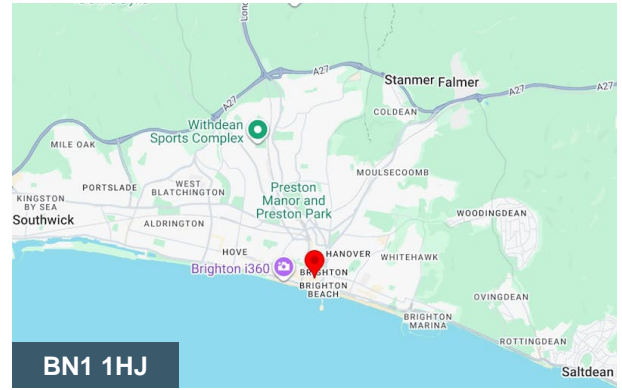 A27
Stanmer
Falmer
A27
A27
COLDEAN
Withdean
Sports Complex
MILE OAK
MOULSECOOMB
PORTSLADE
WEST
BLATCHINGTON
Preston
Manor and
Preston Park
KINGSTON
BY SEA
Southwick
ALDRINGTON
WOODINGDEAN
HOVE
HANOVER
WHITEHAWK
Brighton i360
BRIGHTON
BRIGHTON
BEACH
OVINGDEAN
BRIGHTON
MARINA
ROTTINGDEAN
Saltdean
BN1 1HJ